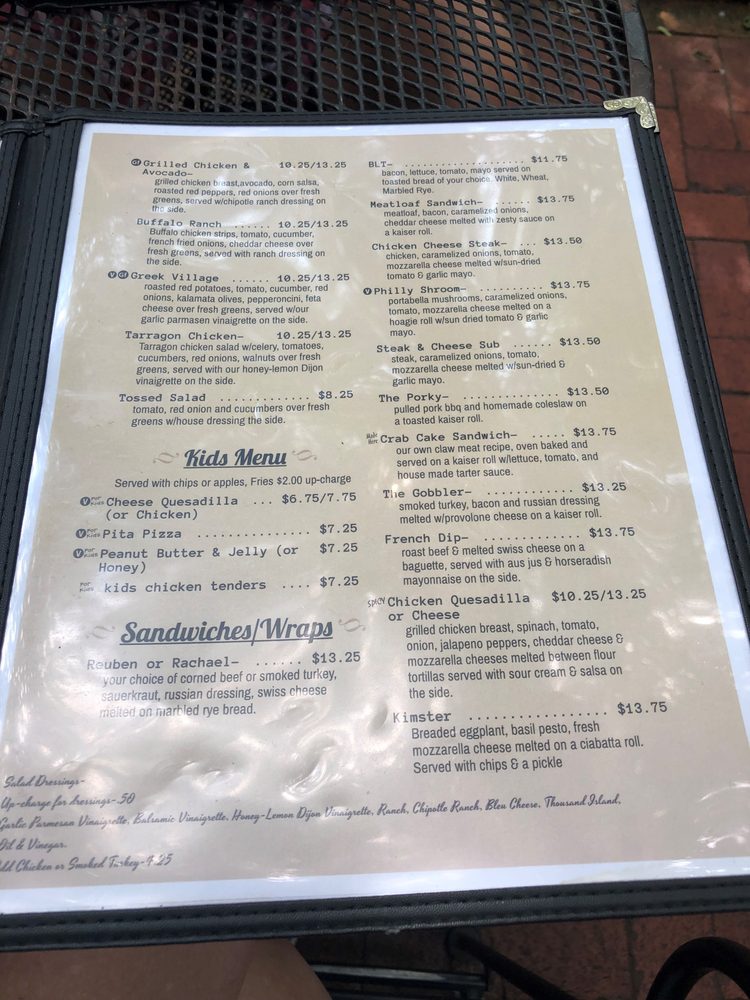 GF Grilled Chicken & 10.25/13.25
Avocado–
grilled chicken breast,avocado, corn salsa,
roasted red peppers, red onions over fresh
greens, served w/chipotle ranch dressing on
the side.
Buffalo Ranch ...... 10.25/13.25
Buffalo chicken strips, tomato, cucumber,
french fried onions, cheddar cheese over
fresh greens, served with ranch dressing on
the side.
V GF Greek Village ...... 10.25/13.25
roasted red potatoes, tomato, cucumber, red
onions, kalamata olives, pepperoncini, feta
cheese over fresh greens, served w/our
garlic parmasen vinaigrette on the side.
Tarragon Chicken– 10.25/13.25
Tarragon chicken salad w/celery, tomatoes,
cucumbers, red onions, walnuts over fresh
greens, served with our honey-lemon Dijon
vinaigrette on the side.
Tossed Salad ............. $8.25
tomato, red onion and cucumbers over fresh
greens w/house dressing on the side.
Kids Menu
Served with chips or apples, Fries $2.00 up-charge
V FOR KIDS Cheese Quesadilla ... $6.75/7.75
(or Chicken)
V FOR KIDS Pita Pizza ............... $7.25
V FOR KIDS Peanut Butter & Jelly (or $7.25
Honey)
FOR KIDS kids chicken tenders .... $7.25
Sandwiches/Wraps
Reuben or Rachael– ...... $13.25
your choice of corned beef or smoked turkey,
sauerkraut, russian dressing, swiss cheese
melted on marbled rye bread.
BLT– .................. $11.75
bacon, lettuce, tomato, mayo served on
toasted bread of your choice. White, Wheat,
Marbled Rye.
Meatloaf Sandwich– ...... $13.75
meatloaf, bacon, caramelized onions,
cheddar cheese melted with zesty sauce on
a kaiser roll.
Chicken Cheese Steak– ... $13.50
chicken, caramelized onions, tomato,
mozzarella cheese melted w/sun-dried
tomato & garlic mayo.
V Philly Shroom– .......... $13.75
portabella mushrooms, caramelized onions,
tomato, mozzarella cheese melted on a
hoagie roll w/sun dried tomato & garlic
mayo.
Steak & Cheese Sub ...... $13.50
steak, caramelized onions, tomato,
mozzarella cheese melted w/sun-dried &
garlic mayo.
The Porky– .............. $13.50
pulled pork bbq and homemade coleslaw on
a toasted kaiser roll.
Made Here Crab Cake Sandwich– ..... $13.75
our own claw meat recipe, oven baked and
served on a kaiser roll w/lettuce, tomato, and
house made tarter sauce.
The Gobbler– ............ $13.25
smoked turkey, bacon and russian dressing
melted w/provolone cheese on a kaiser roll.
French Dip– ............. $13.75
roast beef & melted swiss cheese on a
baguette, served with aus jus & horseradish
mayonnaise on the side.
SPICY Chicken Quesadilla $10.25/13.25
or Cheese
grilled chicken breast, spinach, tomato,
onion, jalapeno peppers, cheddar cheese &
mozzarella cheeses melted between flour
tortillas served with sour cream & salsa on
the side.
Kimster ................. $13.75
Breaded eggplant, basil pesto, fresh
mozzarella cheese melted on a ciabatta roll.
Served with chips & a pickle
Salad Dressings–
Up-charge for dressings-.50
Garlic Parmesan Vinaigrette, Balsamic Vinaigrette, Honey-Lemon Dijon Vinaigrette, Ranch, Chipotle Ranch, Bleu Cheese, Thousand Island,
Oil & Vinegar.
dd Chicken or Smoked Turkey-4.25